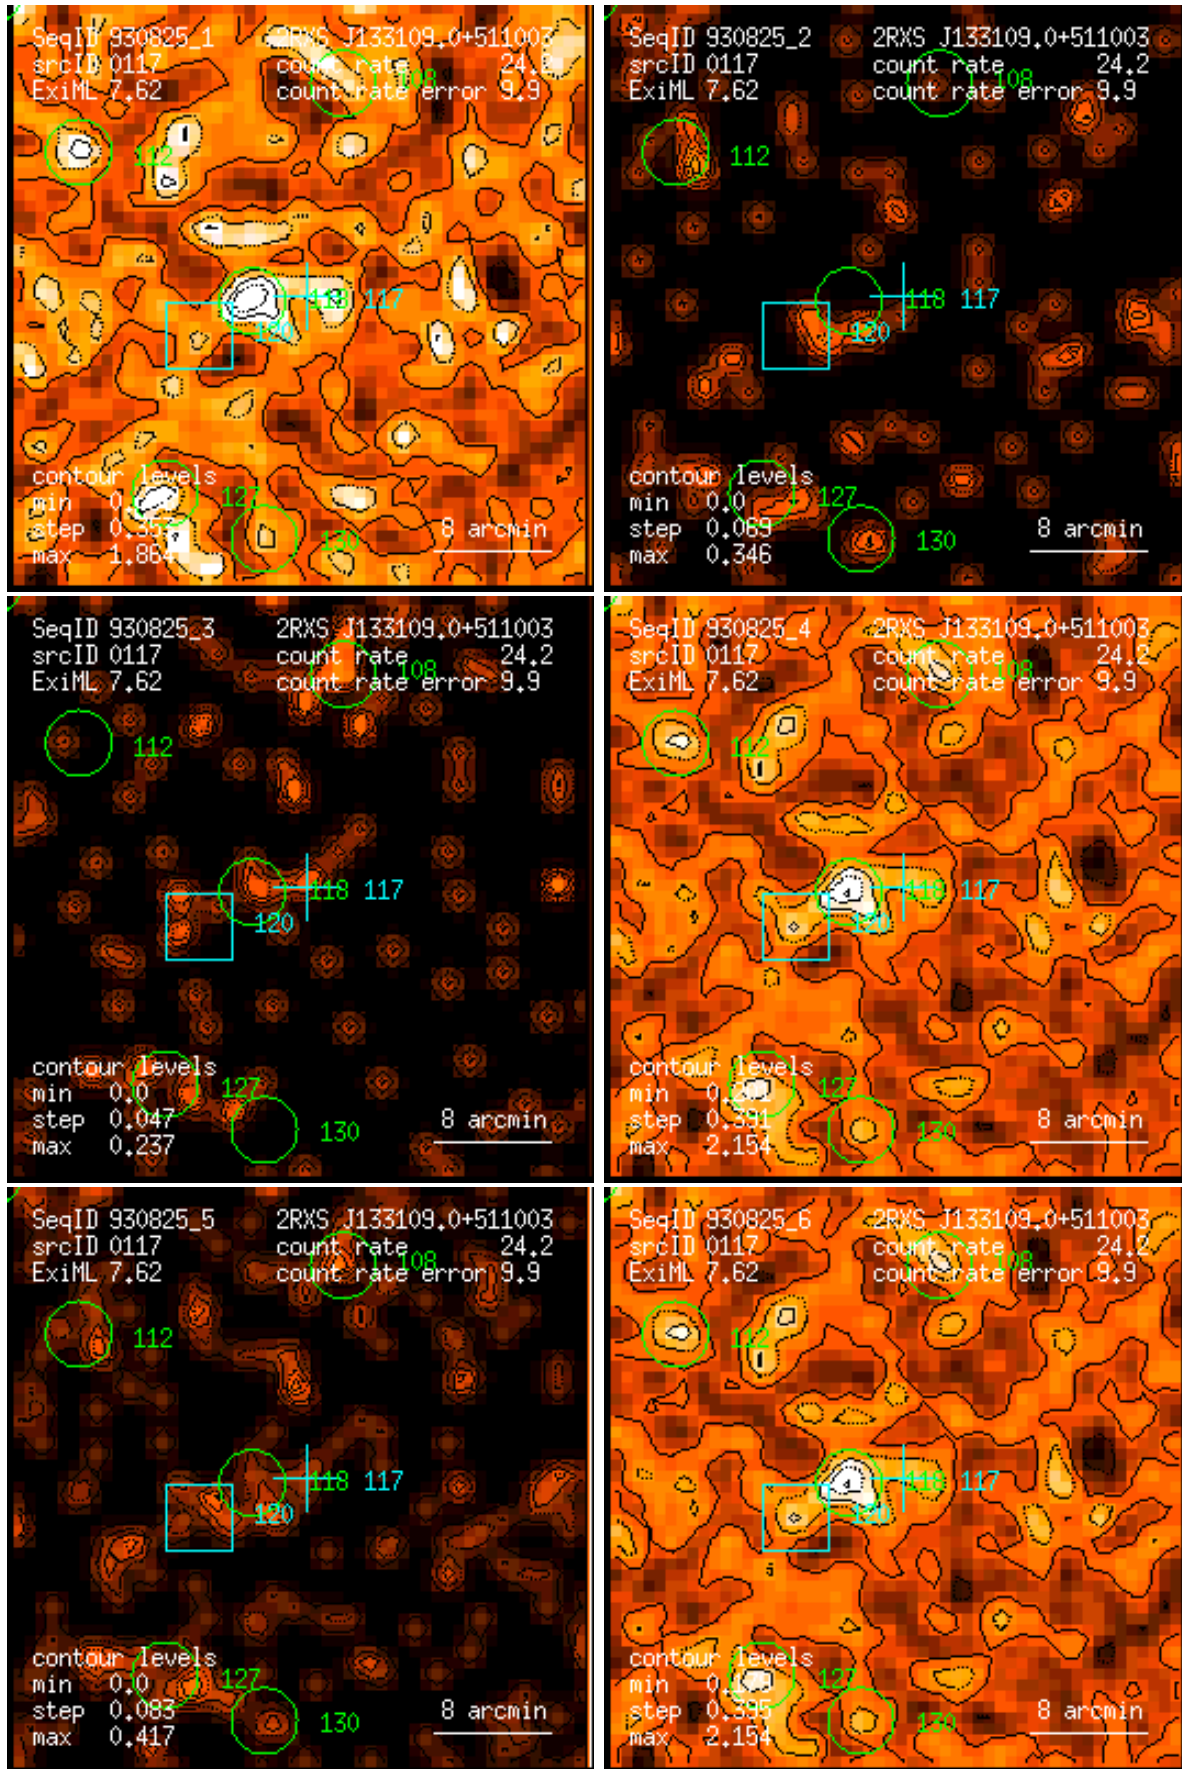 SeqID 930825_1 2RXS J133109.0+511003
srcID 0117 count rate 24.2
ExiML 7.62 count rate error 9.9
108
112
118 117
120
contour levels
min
127
step
max 1.864
130
8 arcmin
SeqID 930825_2 2RXS J133109.0+511003
srcID 0117 count rate 24.2
ExiML 7.62 count rate error 9.9
108
112
118 117
120
contour levels
min 0.0
127
step 0.069
max 0.346
130
8 arcmin
SeqID 930825_3 2RXS J133109.0+511003
srcID 0117 count rate 24.2
ExiML 7.62 count rate error 9.9
108
112
118 117
120
contour levels
min 0.0
127
step 0.047
max 0.237
130
8 arcmin
SeqID 930825_4 2RXS J133109.0+511003
srcID 0117 count rate 24.2
ExiML 7.62 count rate error 9.9
108
112
118 117
120
contour levels
min
127
step 0.391
max 2.154
130
8 arcmin
SeqID 930825_5 2RXS J133109.0+511003
srcID 0117 count rate 24.2
ExiML 7.62 count rate error 9.9
108
112
118 117
120
contour levels
min 0.0
127
step 0.083
max 0.417
130
8 arcmin
SeqID 930825_6 2RXS J133109.0+511003
srcID 0117 count rate 24.2
ExiML 7.62 count rate error 9.9
108
112
118 117
120
contour levels
min
127
step 0.395
max 2.154
130
8 arcmin